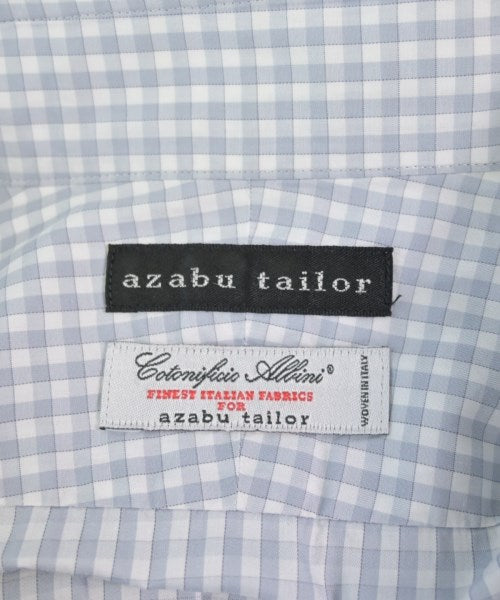 azabu tailor
Cotonificio Albini®
FINEST ITALIAN FABRICS
FOR
azabu tailor
WOVEN IN ITALY